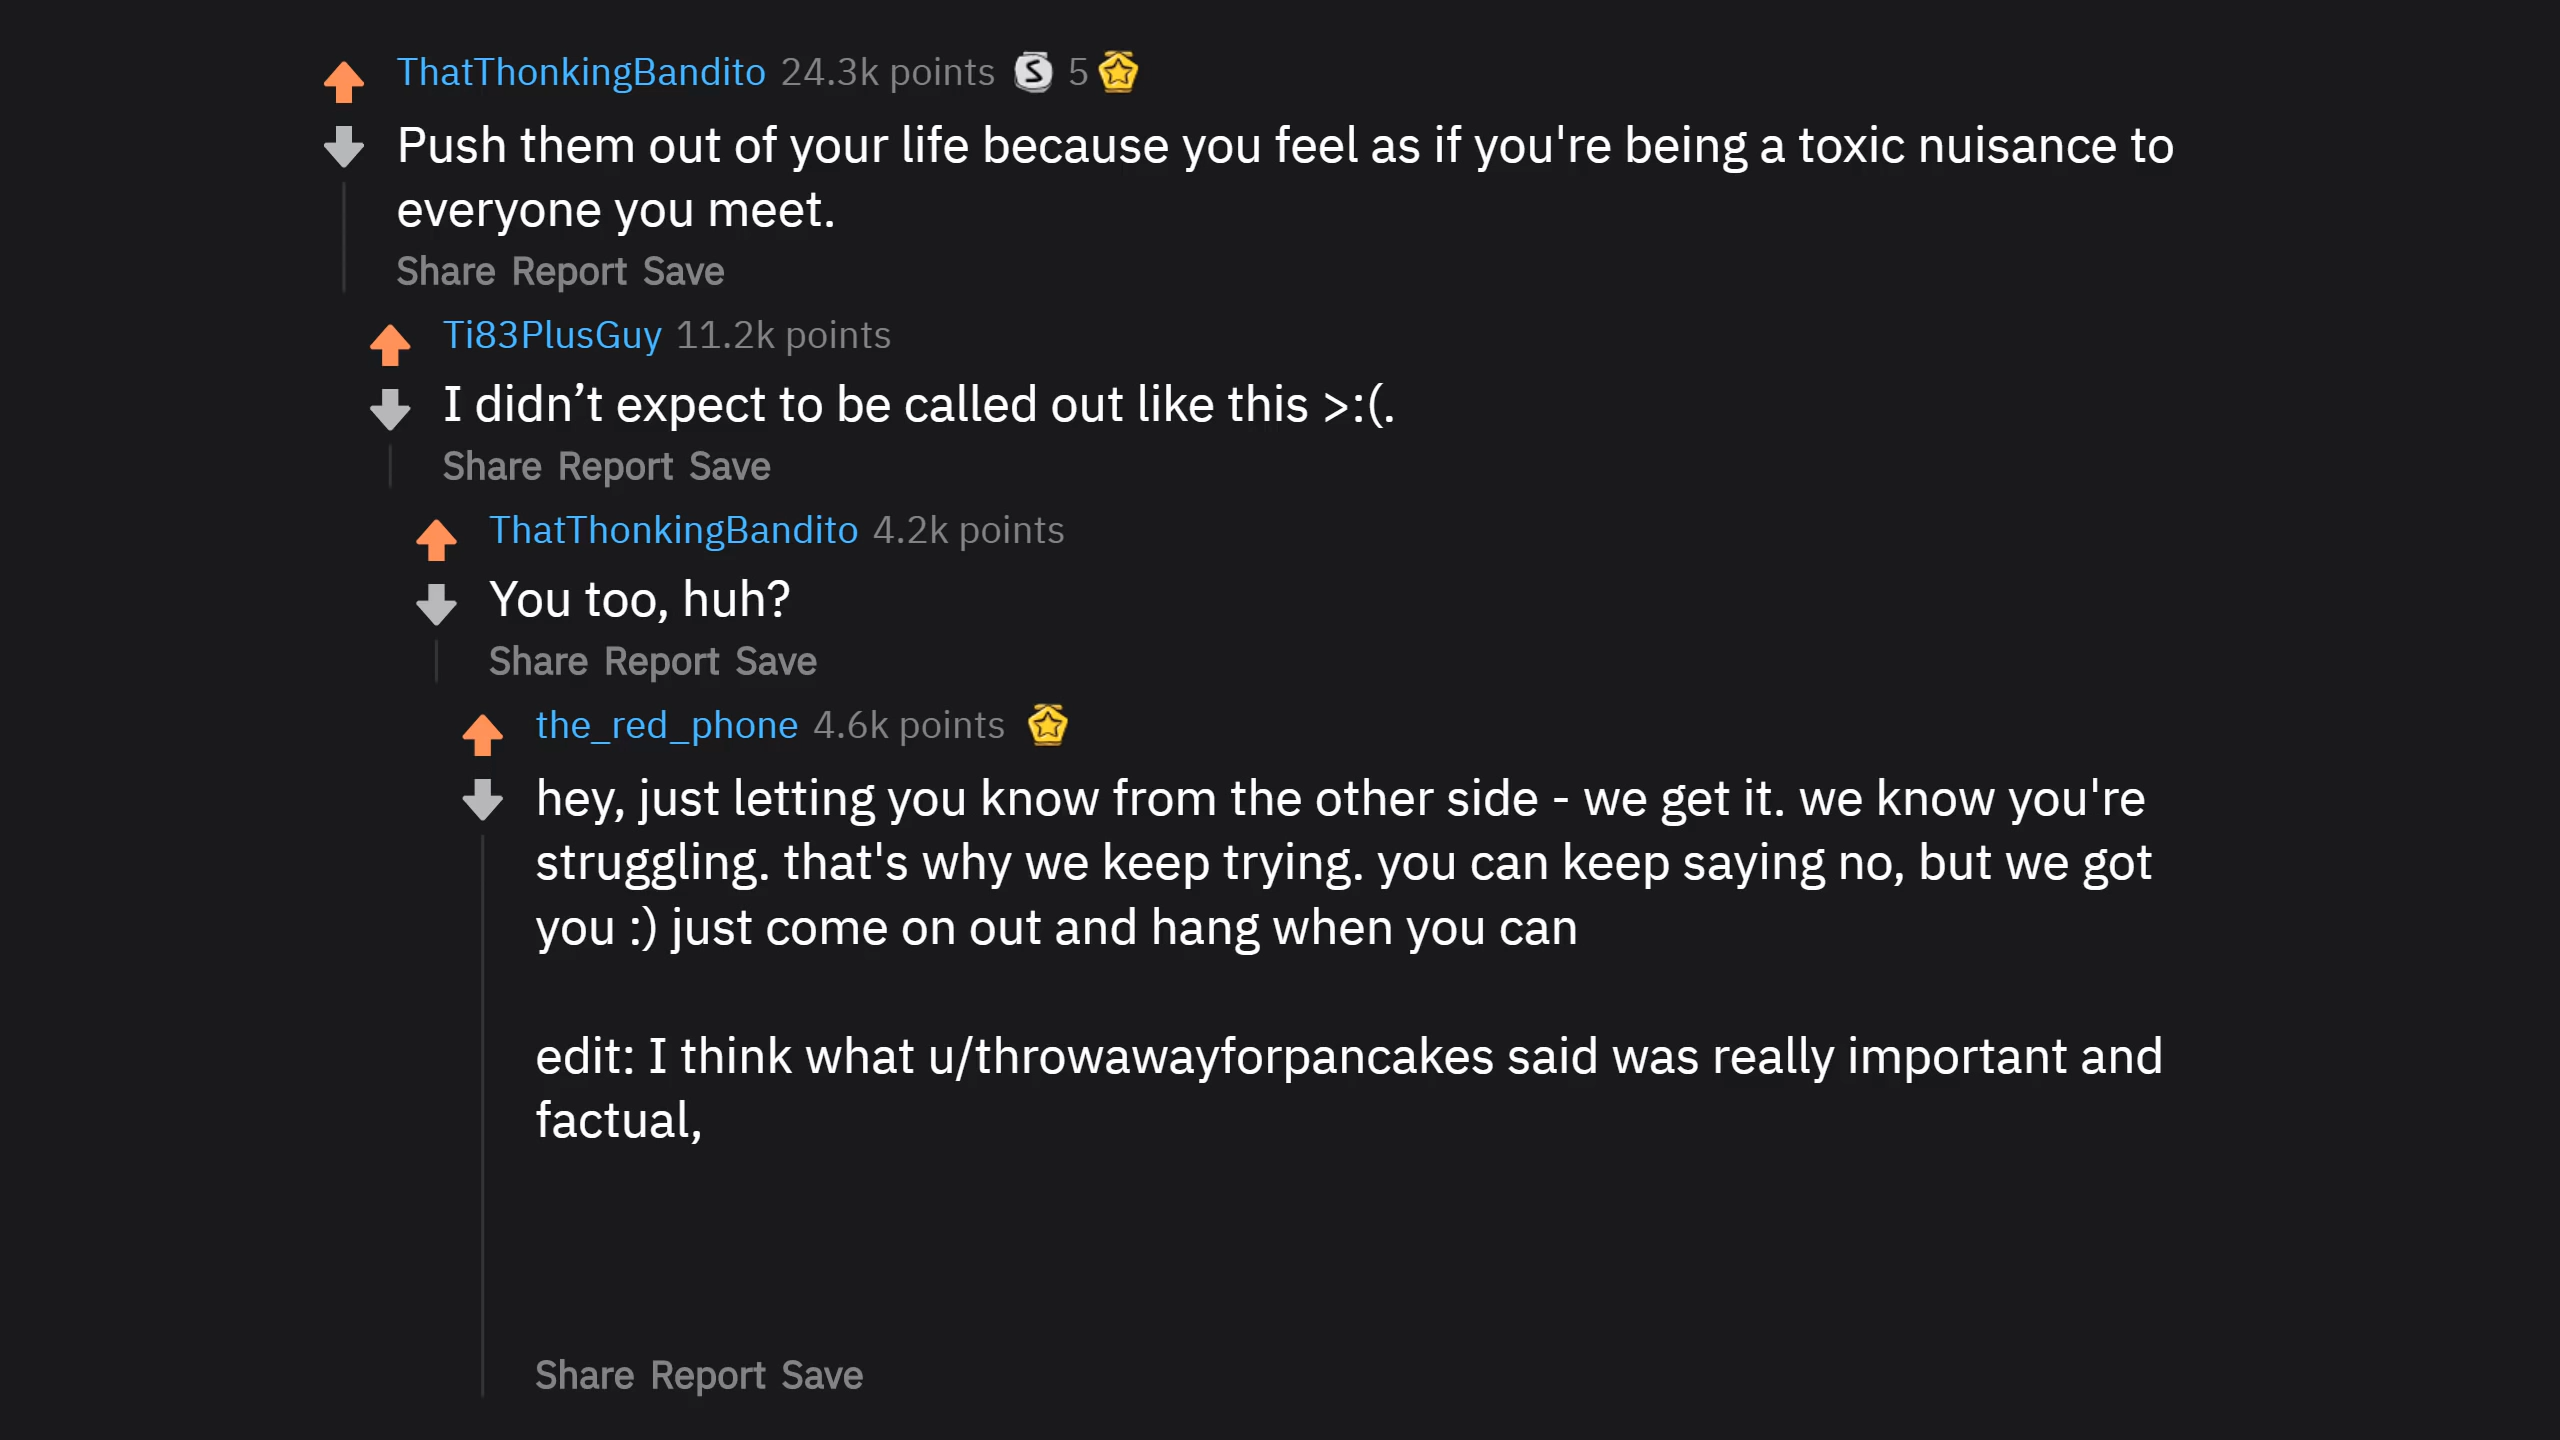 ThatThonkingBandito 24.3k points S 5
Push them out of your life because you feel as if you're being a toxic nuisance to
everyone you meet.
Share Report Save
Ti83PlusGuy 11.2k points
I didn’t expect to be called out like this >:(.
Share Report Save
ThatThonkingBandito 4.2k points
You too, huh?
Share Report Save
the_red_phone 4.6k points
hey, just letting you know from the other side - we get it. we know you're
struggling. that's why we keep trying. you can keep saying no, but we got
you :) just come on out and hang when you can
edit: I think what u/throwawayforpancakes said was really important and
factual,
Share Report Save